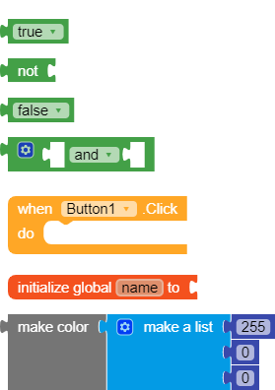 true
not
false
and
when Button1 .Click
do
initialize global name to
make color make a list 255
0
0